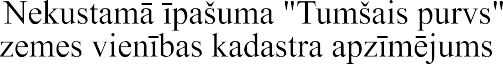 Nekustamā īpašuma "Tumšais purvs"
zemes vienības kadastra apzīmējums